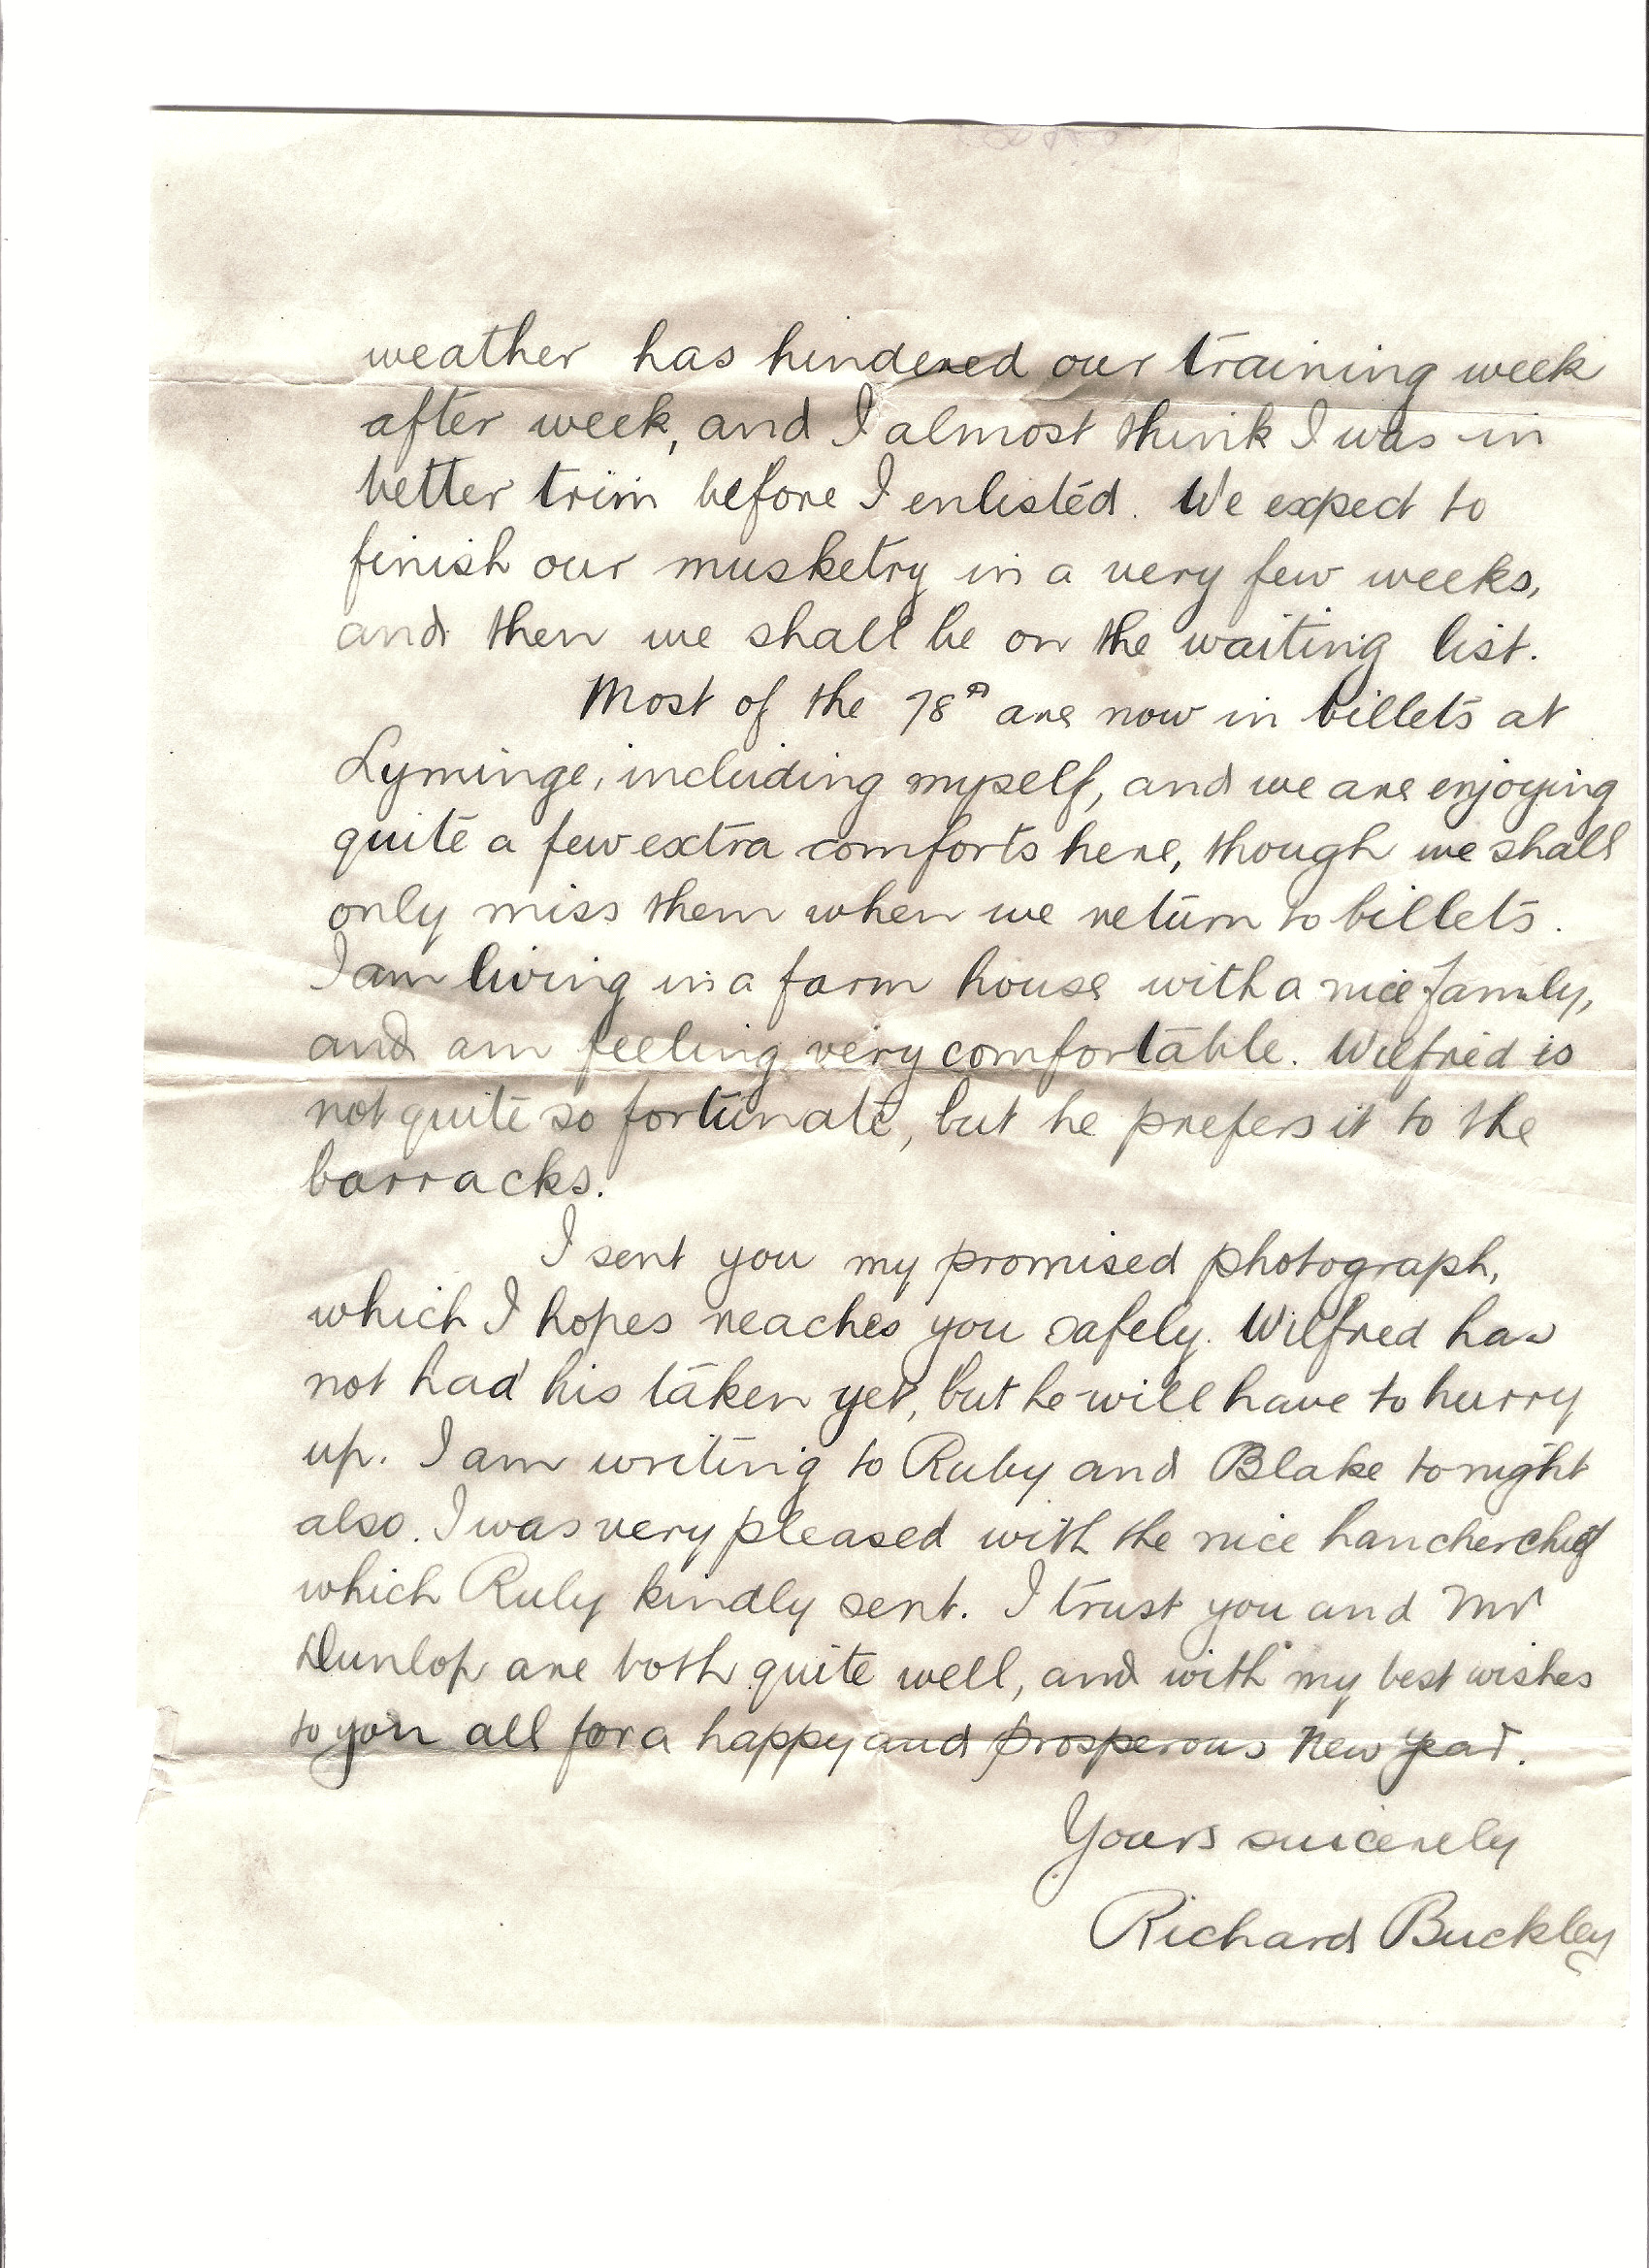 weather has hindered our training week
after week, and I almost think I was in
better trim before I enlisted. We expect to
finish our musketry in a very few weeks,
and then we shall be on the waiting list.
Most of the 78th are now in billets at
Lyminge, including myself, and we are enjoying
quite a few extra comforts here, though we shall
only miss them when we return to billets.
I am living in a farm house with a nice family,
and am feeling very comfortable. Wilfred is
not quite so fortunate, but he prefers it to the
barracks.
I sent you my promised photograph,
which I hopes reaches you safely. Wilfred has
not had his taken yet, but he will have to hurry
up. I am writing to Ruby and Blake tonight
also. I was very pleased with the nice hancherchief
which Ruby kindly sent. I trust you and Mr
Dunlop are both quite well, and with my best wishes
to you all for a happy and prosperous New Year.
Yours sincerely
Richard Buckley